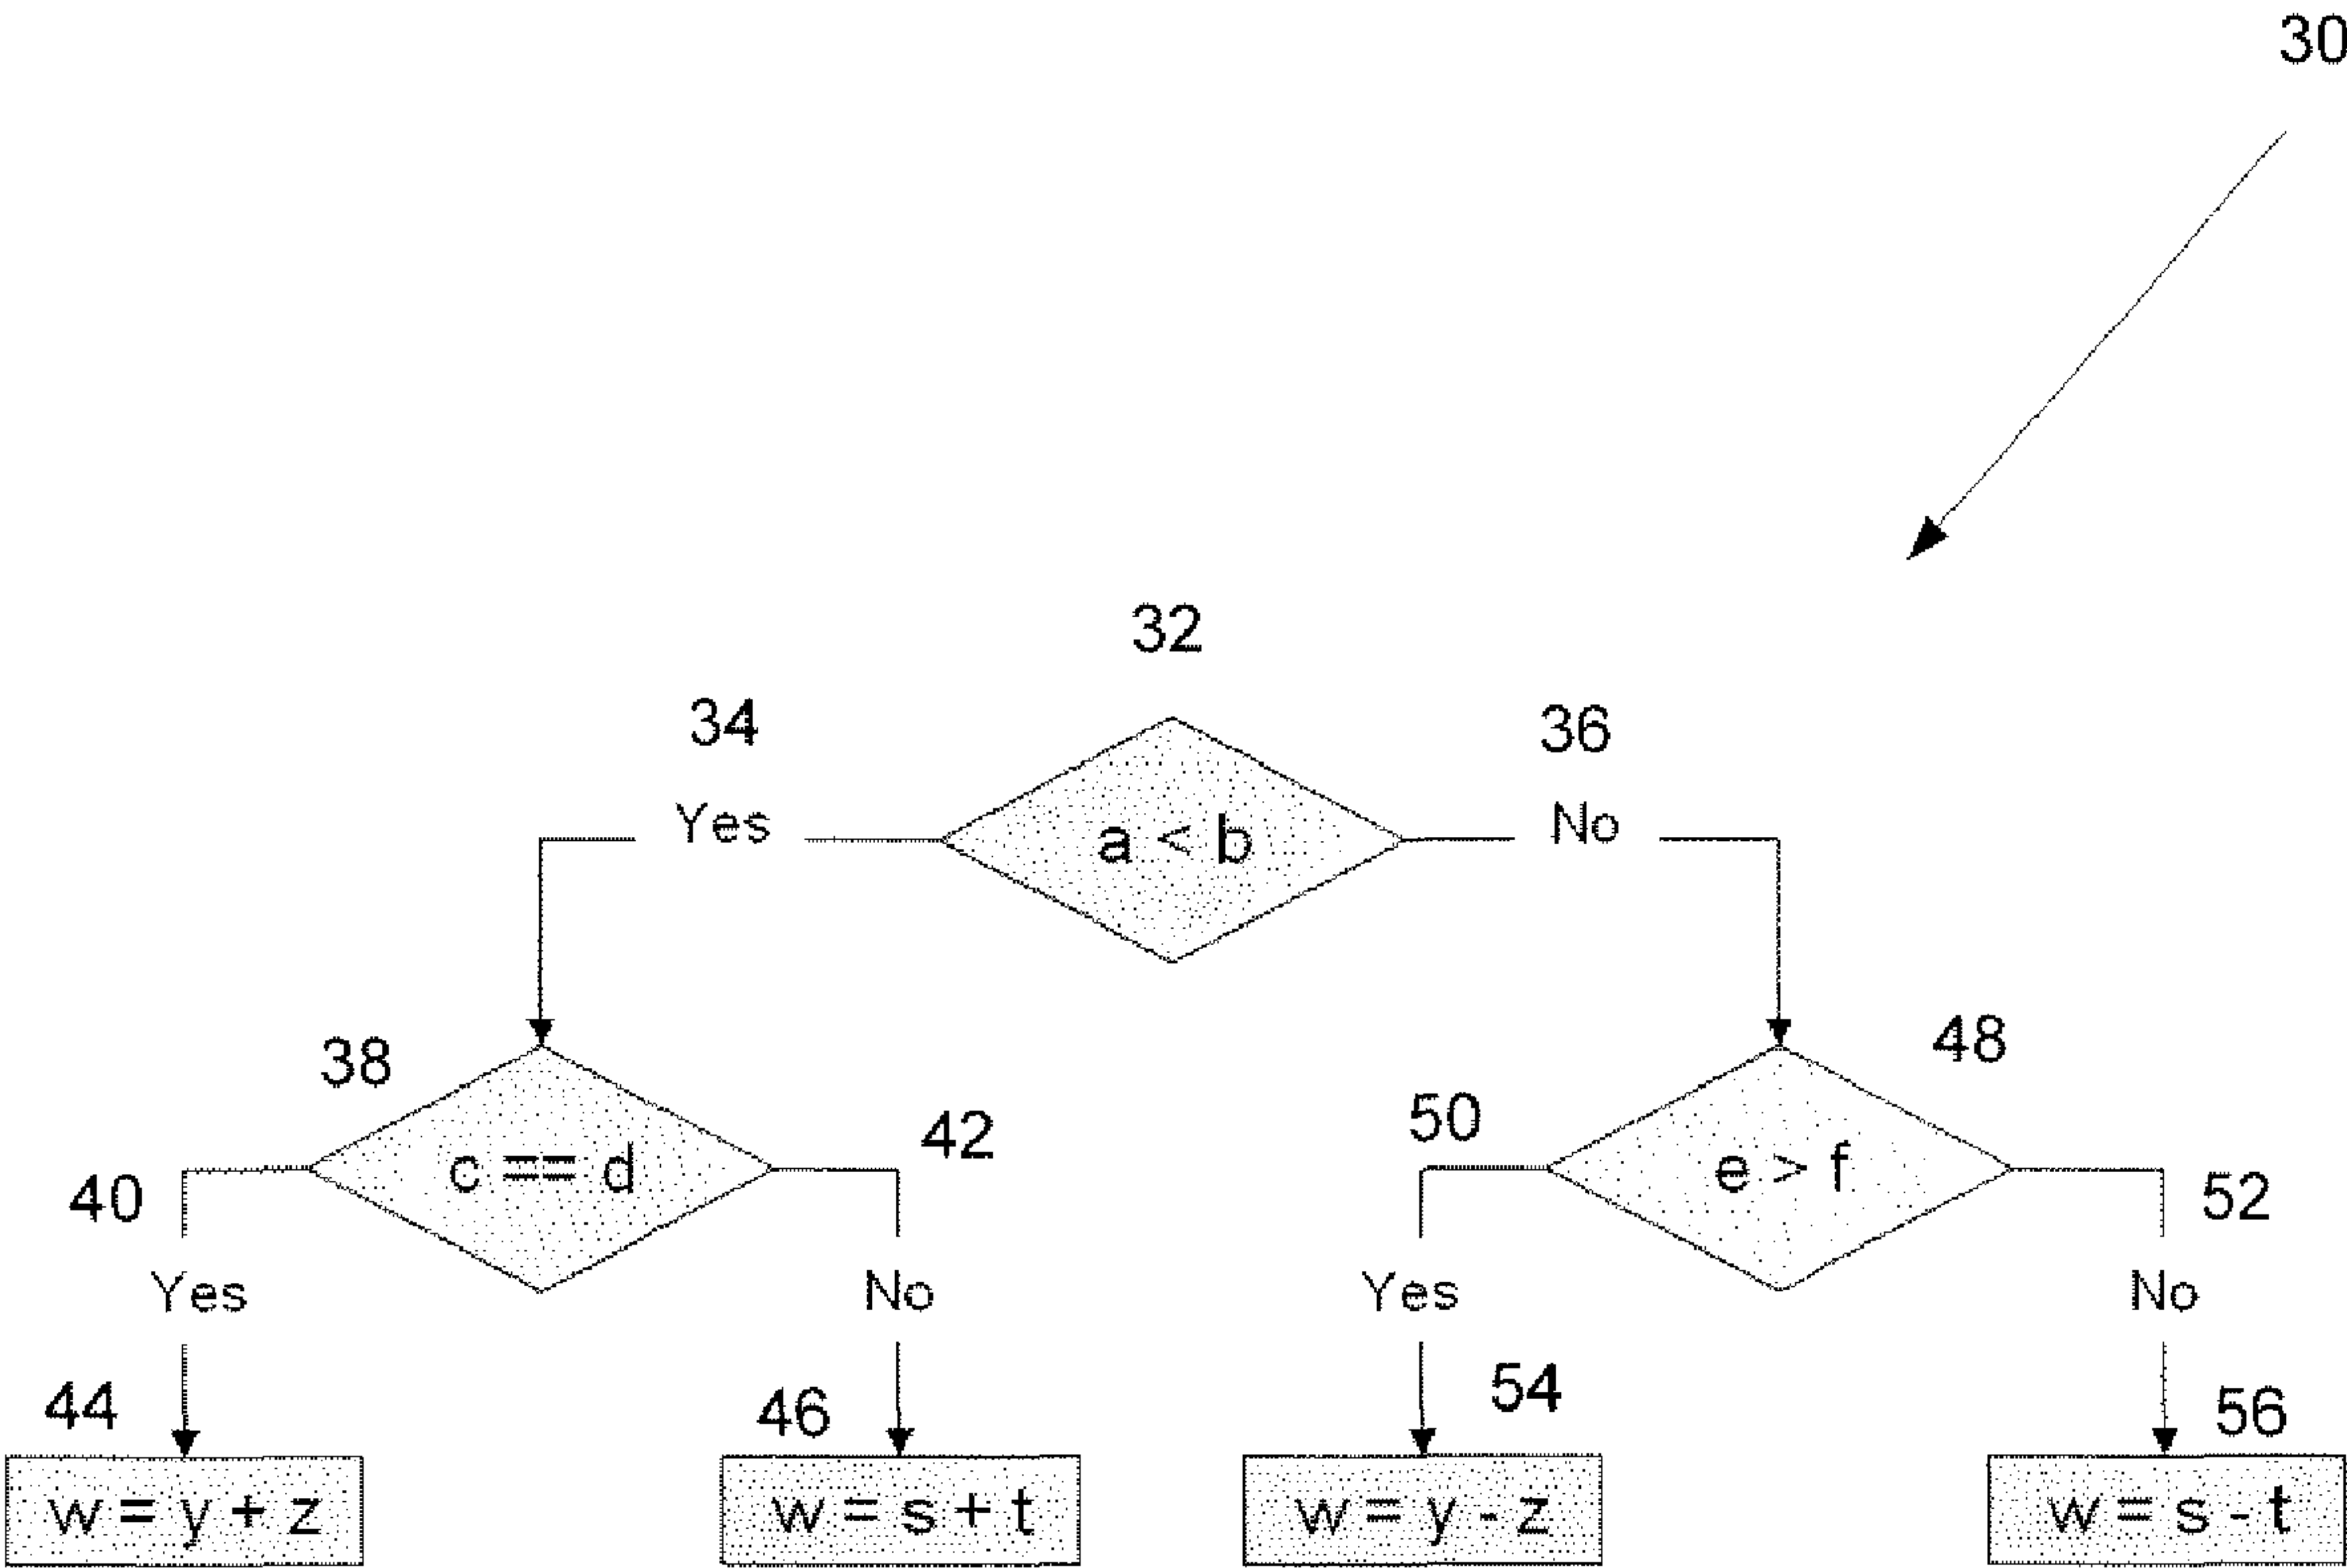 30
32
34
36
Yes
a < b
No
38
48
40
c == d
42
50
e > f
52
Yes
No
Yes
No
44
46
54
56
w = y + z
w = s + t
w = y - z
w = s - t